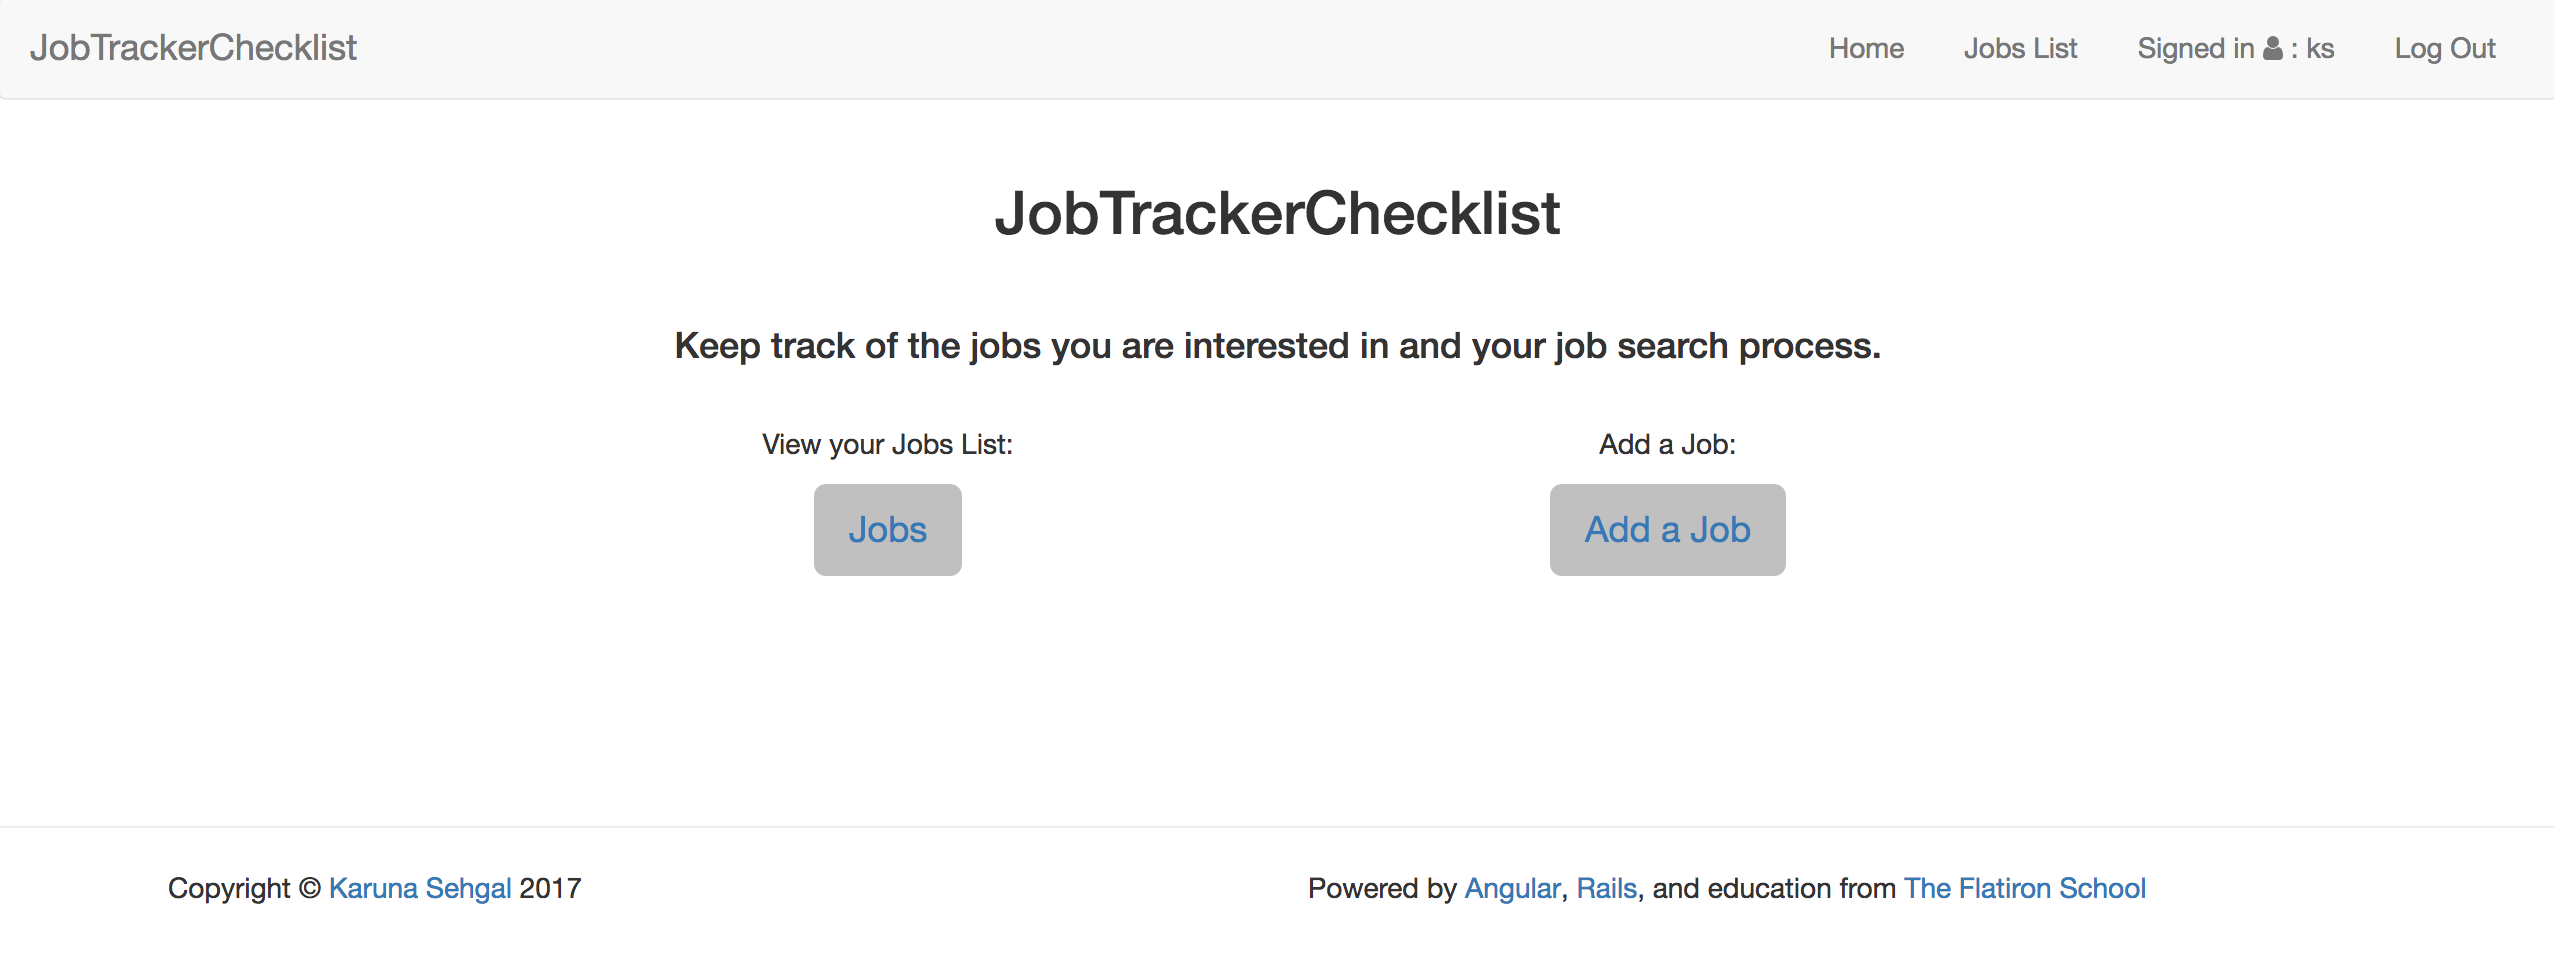 JobTrackerChecklist Home Jobs List Signed in : ks Log Out
JobTrackerChecklist
Keep track of the jobs you are interested in and your job search process.
View your Jobs List: Add a Job:
Jobs Add a Job
Copyright © Karuna Sehgal 2017 Powered by Angular, Rails, and education from The Flatiron School